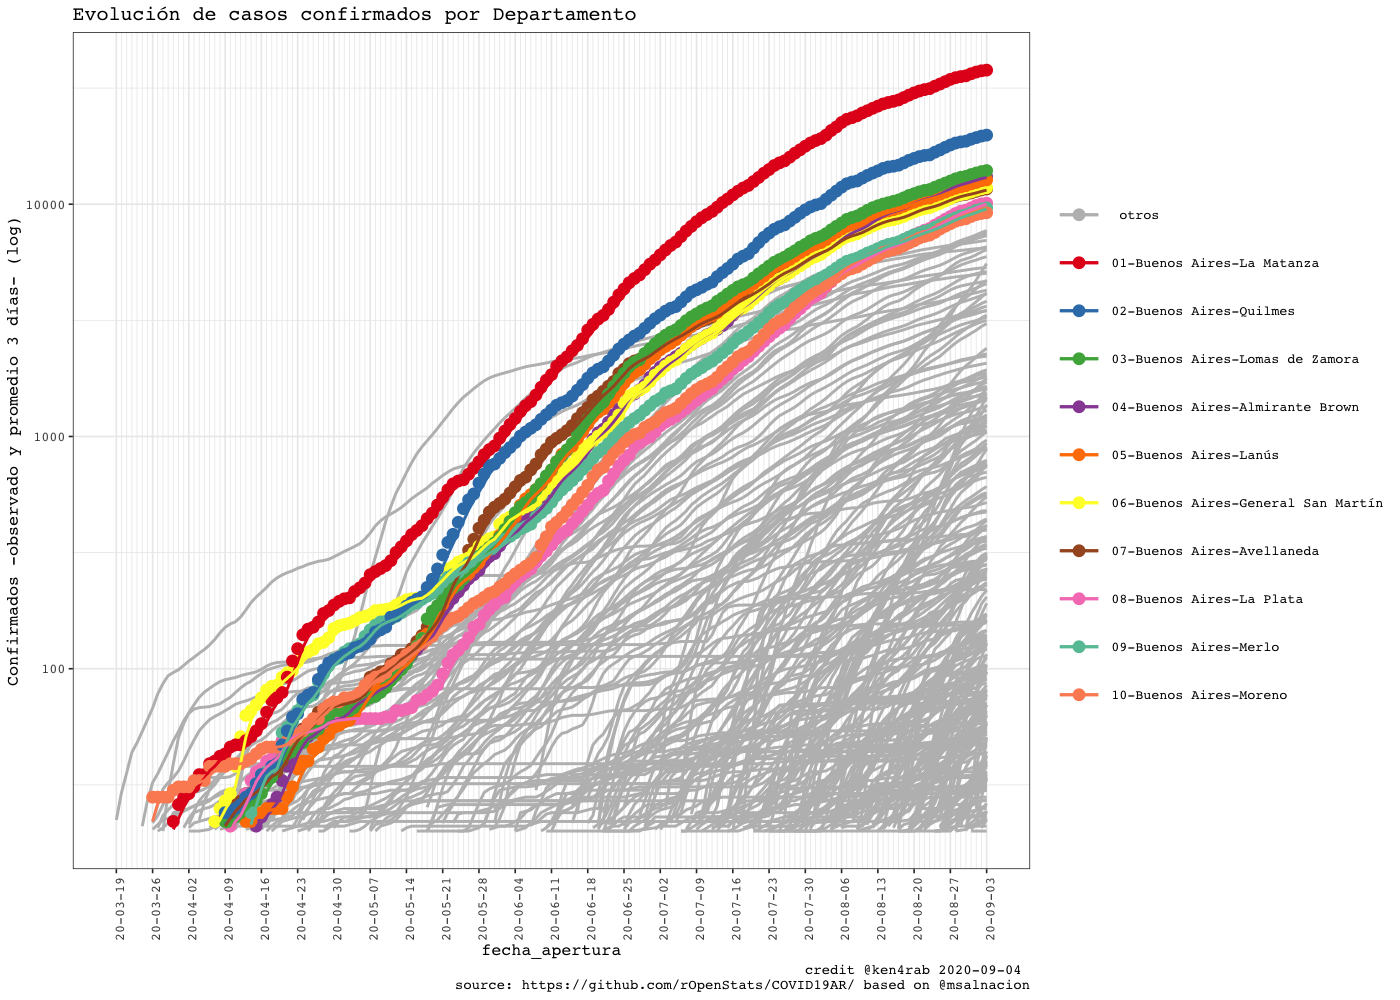 Evolución de casos confirmados por Departamento
Confirmados -observado y promedio 3 días- (log)
10000
1000
100
20-03-19
20-03-26
20-04-02
20-04-09
20-04-16
20-04-23
20-04-30
20-05-07
20-05-14
20-05-21
20-05-28
20-06-04
20-06-11
20-06-18
20-06-25
20-07-02
20-07-09
20-07-16
20-07-23
20-07-30
20-08-06
20-08-13
20-08-20
20-08-27
20-09-03
fecha_apertura
otros
01-Buenos Aires-La Matanza
02-Buenos Aires-Quilmes
03-Buenos Aires-Lomas de Zamora
04-Buenos Aires-Almirante Brown
05-Buenos Aires-Lanús
06-Buenos Aires-General San Martín
07-Buenos Aires-Avellaneda
08-Buenos Aires-La Plata
09-Buenos Aires-Merlo
10-Buenos Aires-Moreno
credit @ken4rab 2020-09-04
source: https://github.com/rOpenStats/COVID19AR/ based on @msalnacion